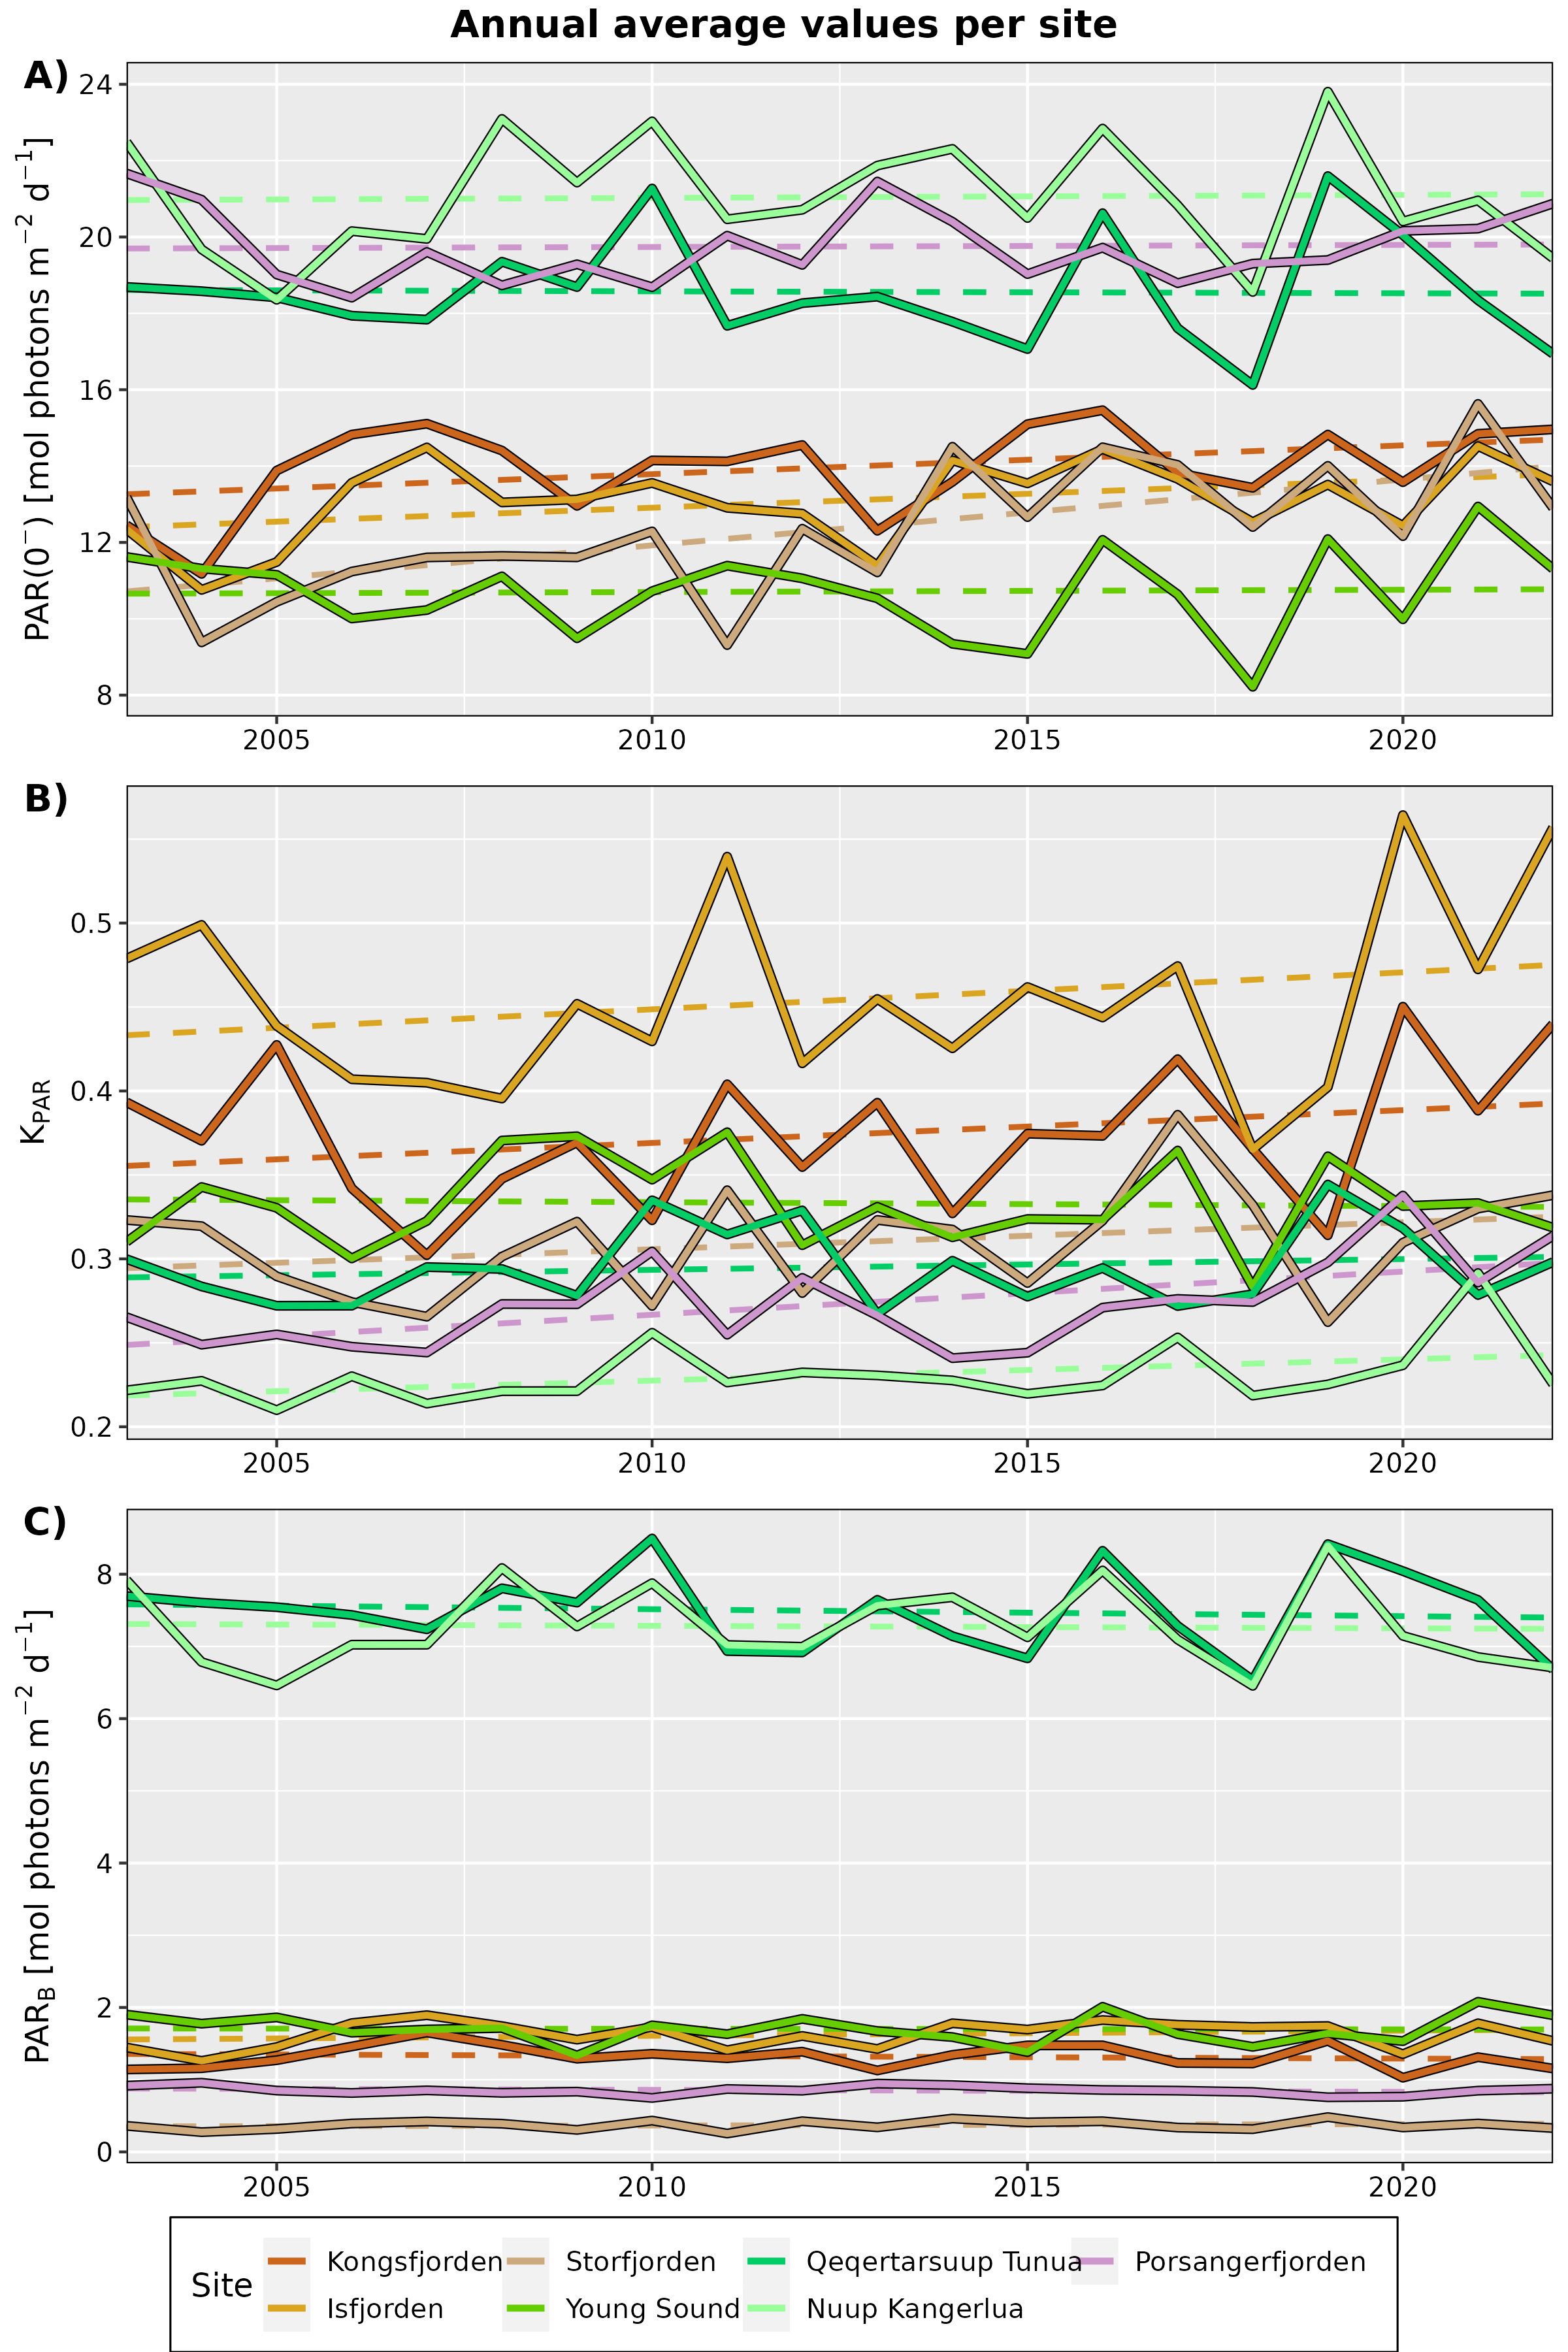 Annual average values per site
A)
PAR(0⁻) [mol photons m⁻² d⁻¹]
24
20
16
12
8
2005 2010 2015 2020
B)
K_PAR
0.5
0.4
0.3
0.2
2005 2010 2015 2020
C)
PAR_B [mol photons m⁻² d⁻¹]
8
6
4
2
0
2005 2010 2015 2020
Site
Kongsfjorden Storfjorden Qeqertarsuup Tunua Porsangerfjorden
Isfjorden Young Sound Nuup Kangerlua